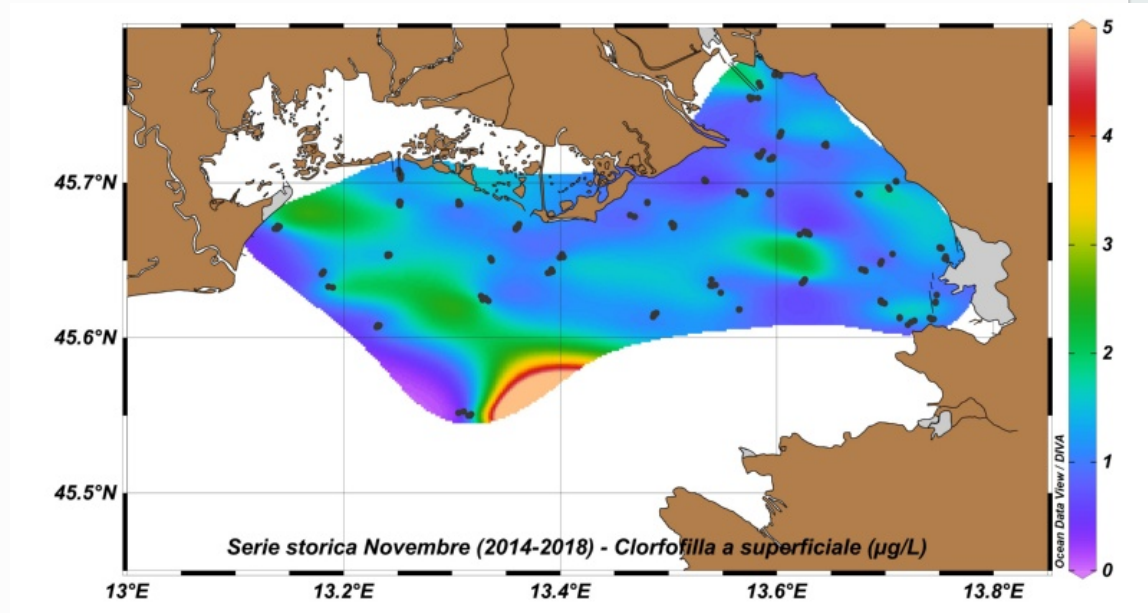 5
4
3
2
1
0
45.7°N
45.6°N
45.5°N
Ocean Data View / DIVA
Serie storica Novembre (2014-2018) - Clorfofilla a superficiale (µg/L)
13°E
13.2°E
13.4°E
13.6°E
13.8°E